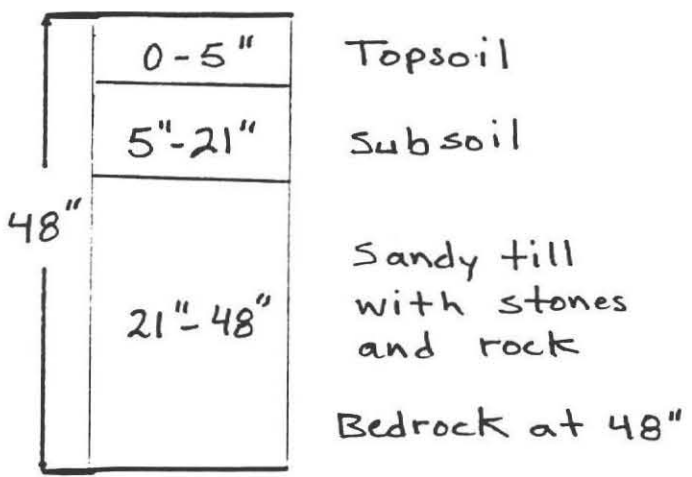 0-5" Topsoil
5"-21" Subsoil
48"
21"-48" Sandy till
with stones
and rock
Bedrock at 48"